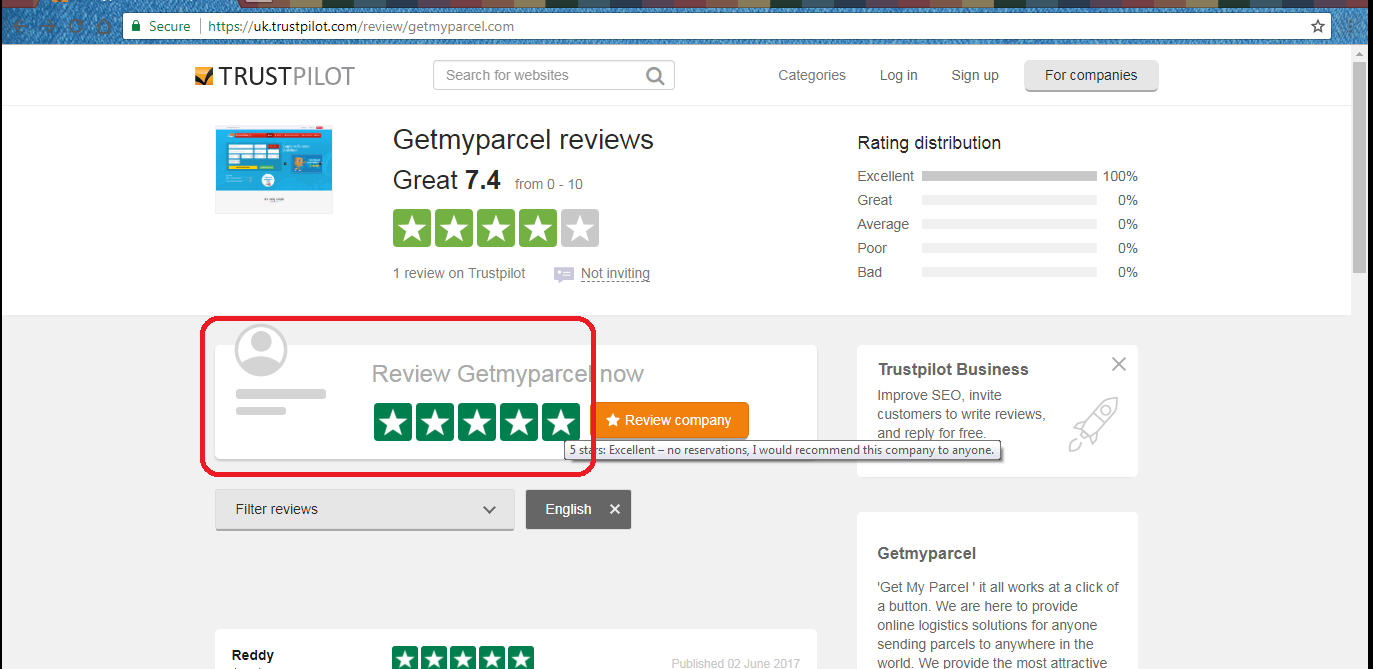 Secure https://uk.trustpilot.com/review/getmyparcel.com
TRUSTPILOT
Search for websites
Categories
Log in
Sign up
For companies
Getmyparcel reviews
Great 7.4 from 0 - 10
1 review on Trustpilot
Not inviting
Rating distribution
Excellent 100%
Great 0%
Average 0%
Poor 0%
Bad 0%
Review Getmyparcel now
Review company
5 stars: Excellent – no reservations, I would recommend this company to anyone.
Filter reviews
English
Reddy
Published 02 June 2017
Trustpilot Business
Improve SEO, invite
customers to write reviews,
and reply for free.
Getmyparcel
'Get My Parcel ' it all works at a click of
a button. We are here to provide
online logistics solutions for anyone
sending parcels to anywhere in the
world. We provide the most attractive